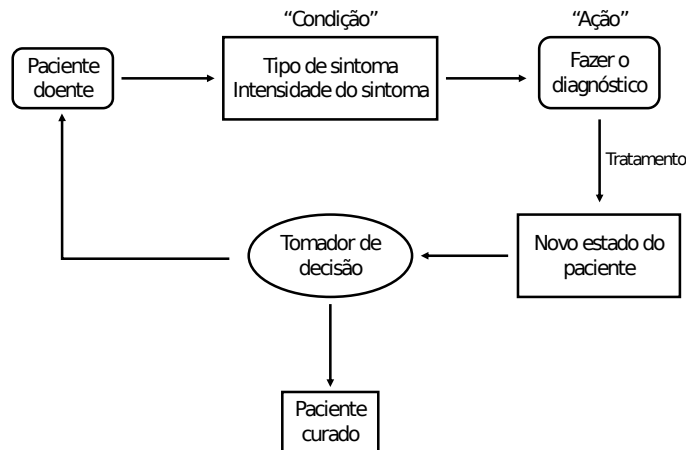 “Condição”
“Ação”
Paciente
doente
Tipo de sintoma
Intensidade do sintoma
Fazer o
diagnóstico
Tratamento
Tomador de
decisão
Novo estado do
paciente
Paciente
curado